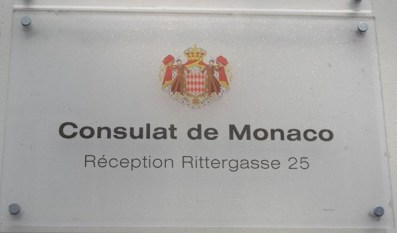 Consulat de Monaco
Réception Rittergasse 25